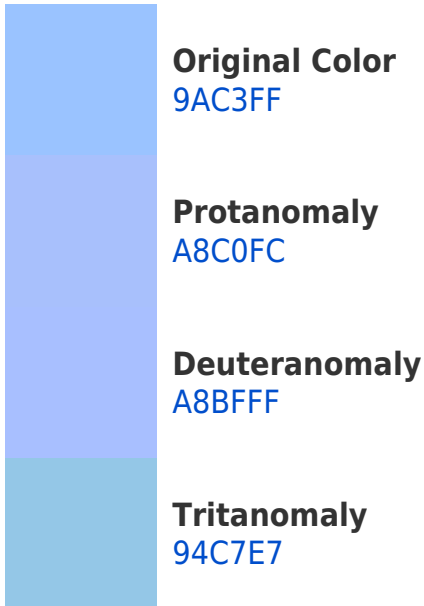 Original Color
9AC3FF
Protanomaly
A8C0FC
Deuteranomaly
A8BFFF
Tritanomaly
94C7E7